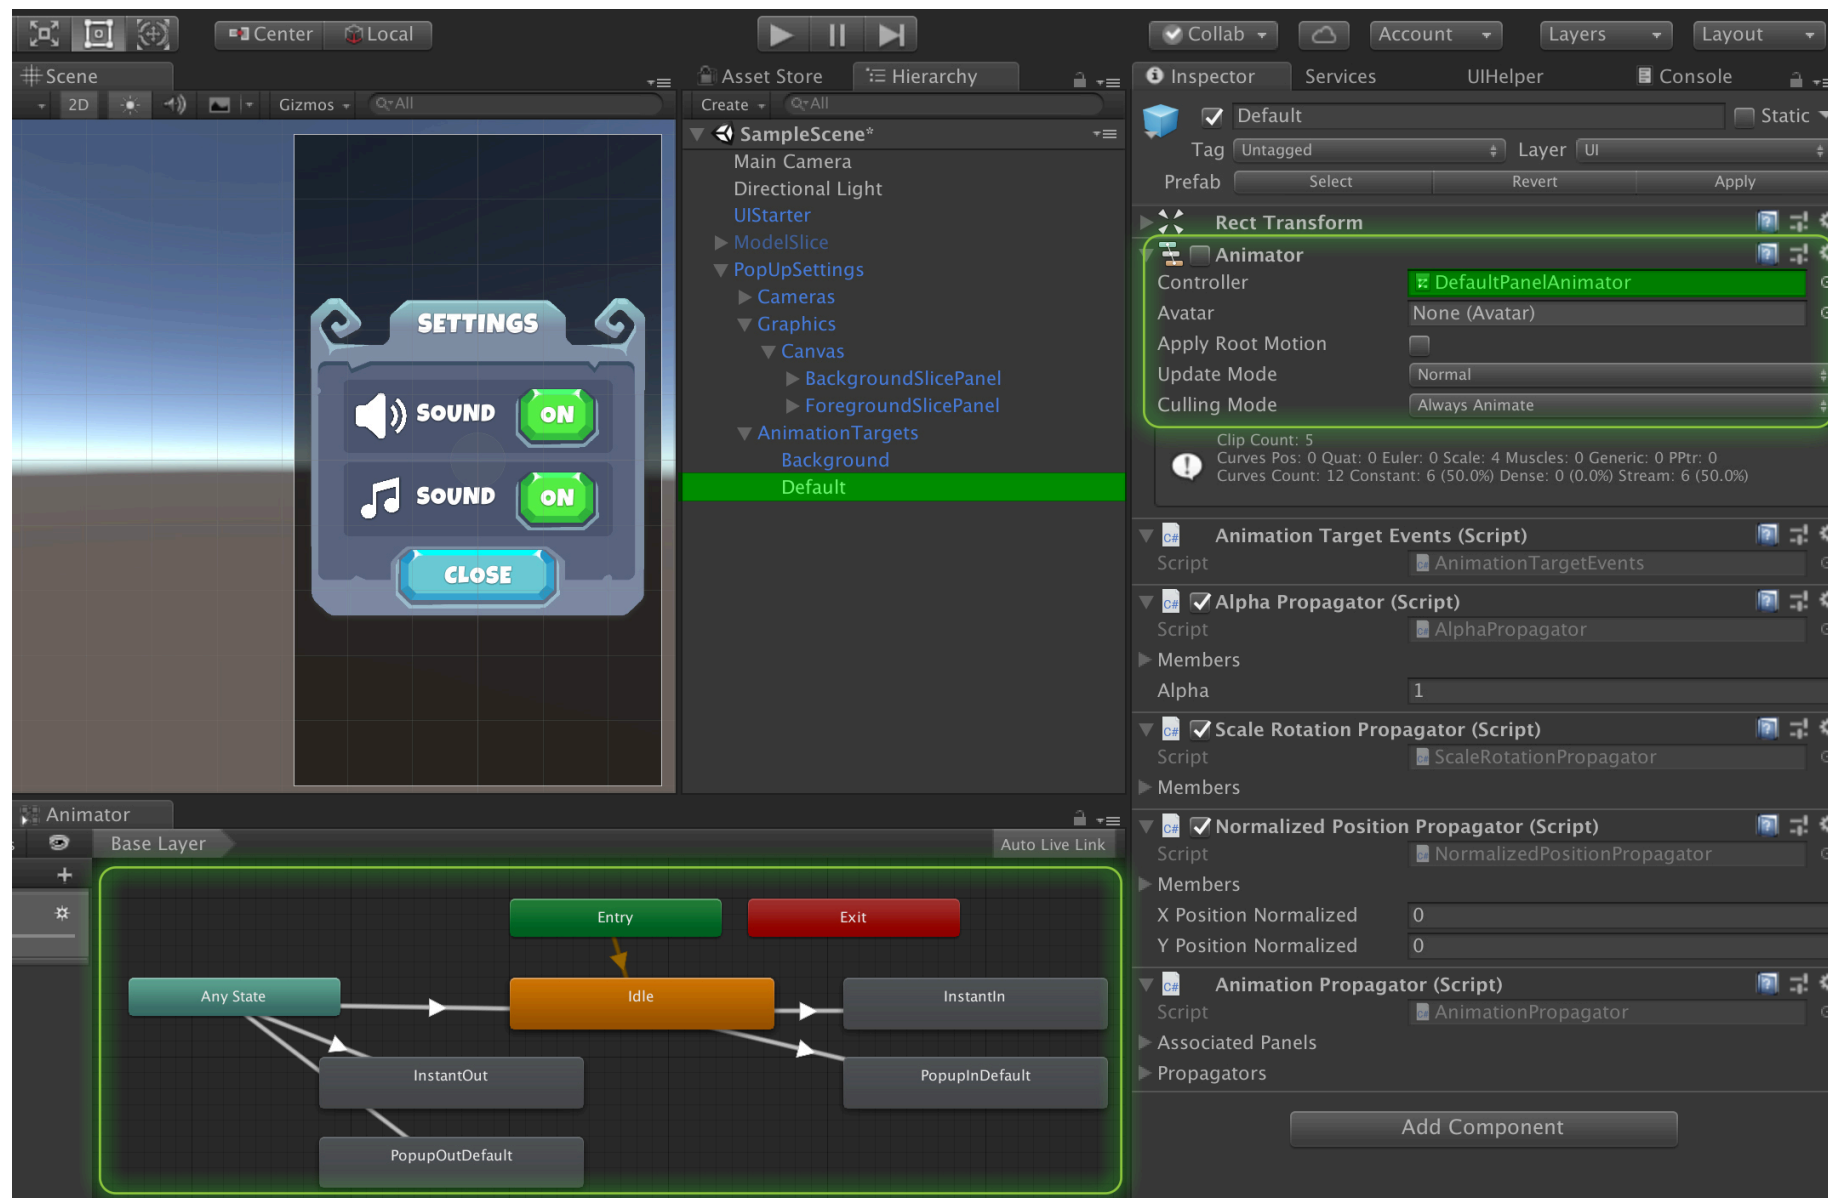 Center Local
Collab Account Layers Layout
Scene
Asset Store Hierarchy
Inspector Services UIHelper Console
2D Gizmos All
Create All
Default Static
Tag Untagged Layer UI
Prefab Select Revert Apply
SampleScene*
Main Camera
Directional Light
UIStarter
ModelSlice
PopUpSettings
Cameras
Graphics
Canvas
BackgroundSlicePanel
ForegroundSlicePanel
AnimationTargets
Background
Default
SETTINGS
SOUND ON
SOUND ON
CLOSE
Rect Transform
Animator
Controller DefaultPanelAnimator
Avatar None (Avatar)
Apply Root Motion
Update Mode Normal
Culling Mode Always Animate
Clip Count: 5
Curves Pos: 0 Quat: 0 Euler: 0 Scale: 4 Muscles: 0 Generic: 0 PPtr: 0
Curves Count: 12 Constant: 6 (50.0%) Dense: 0 (0.0%) Stream: 6 (50.0%)
C# Animation Target Events (Script)
Script AnimationTargetEvents
C# Alpha Propagator (Script)
Script AlphaPropagator
Members
Alpha 1
C# Scale Rotation Propagator (Script)
Script ScaleRotationPropagator
Members
C# Normalized Position Propagator (Script)
Script NormalizedPositionPropagator
Members
X Position Normalized 0
Y Position Normalized 0
C# Animation Propagator (Script)
Script AnimationPropagator
Associated Panels
Propagators
Add Component
Animator
Base Layer Auto Live Link
Entry Exit
Any State Idle InstantIn
InstantOut PopupInDefault
PopupOutDefault